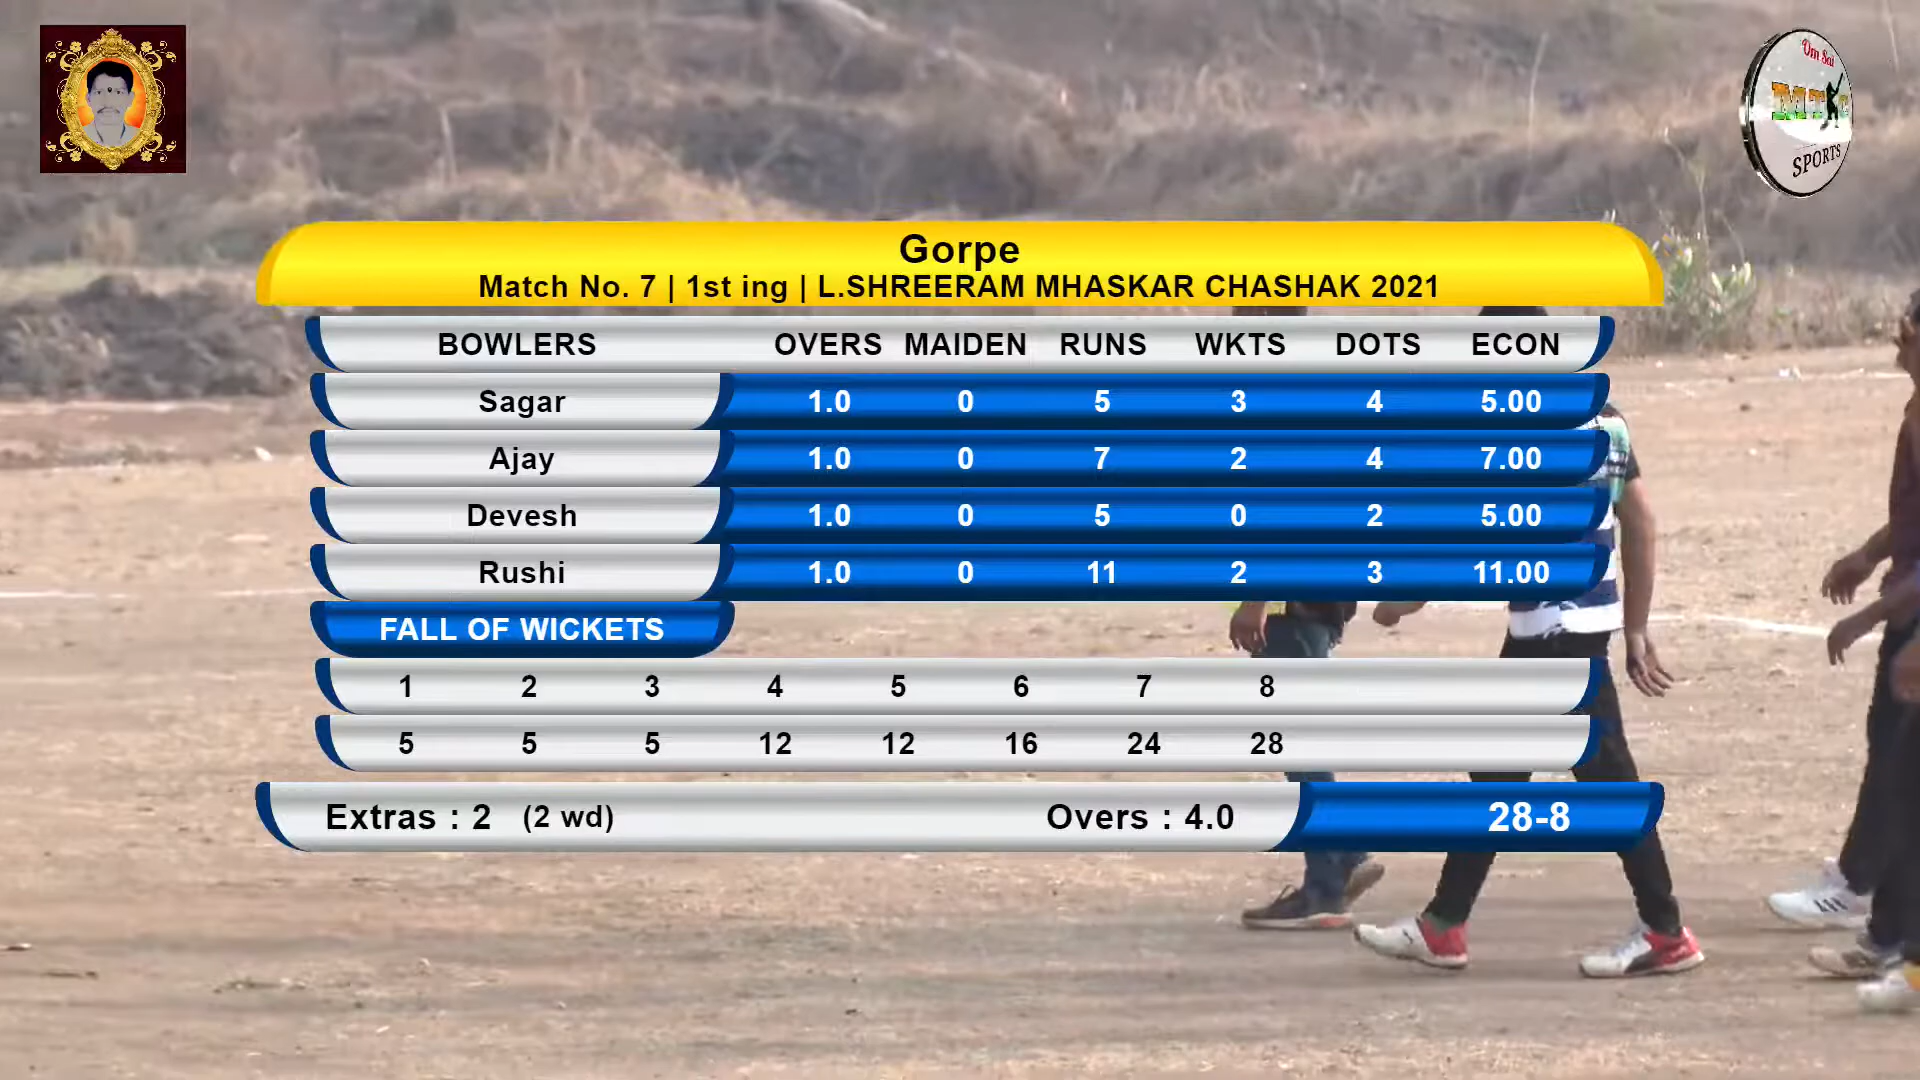 Om Sai
SPORTS
Gorpe
Match No. 7 | 1st ing | L.SHREERAM MHASKAR CHASHAK 2021
BOWLERS OVERS MAIDEN RUNS WKTS DOTS ECON
Sagar 1.0 0 5 3 4 5.00
Ajay 1.0 0 7 2 4 7.00
Devesh 1.0 0 5 0 2 5.00
Rushi 1.0 0 11 2 3 11.00
FALL OF WICKETS
1 2 3 4 5 6 7 8
5 5 5 12 12 16 24 28
Extras : 2 (2 wd) Overs : 4.0 28-8